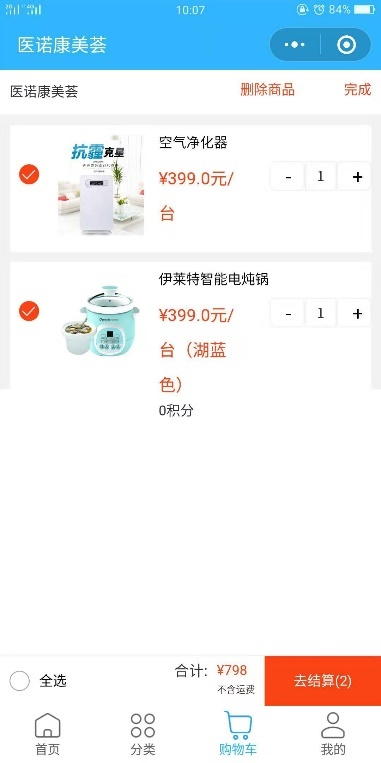 10:07
84%
医诺康美荟
医诺康美荟
删除商品
完成
抗霾克星
空气净化器
¥399.0元/
台
- 1 +
伊莱特智能电炖锅
¥399.0元/
台（湖蓝
色）
0积分
- 1 +
全选
合计: ¥798
不含运费
去结算(2)
首页
分类
购物车
我的